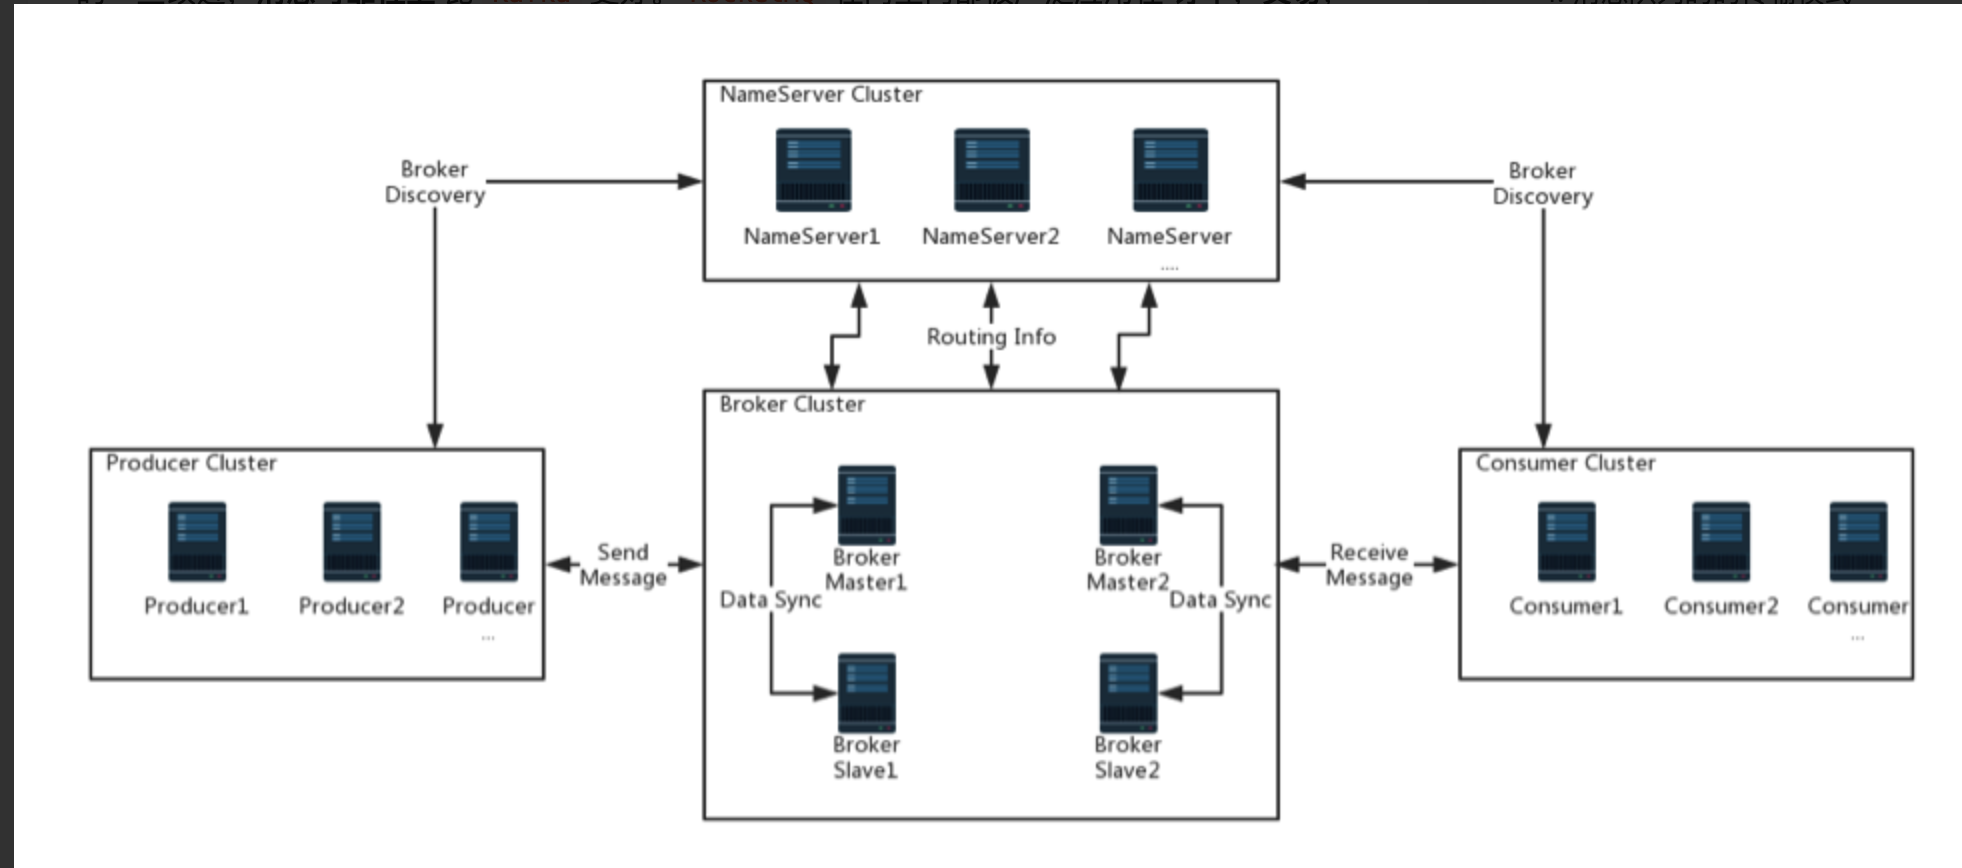 NameServer Cluster
NameServer1
NameServer2
NameServer
....
Broker
Discovery
Broker
Discovery
Routing Info
Broker Cluster
Broker
Master1
Broker
Master2
Data Sync
Data Sync
Broker
Slave1
Broker
Slave2
Producer Cluster
Producer1
Producer2
Producer
...
Send
Message
Receive
Message
Consumer Cluster
Consumer1
Consumer2
Consumer
...